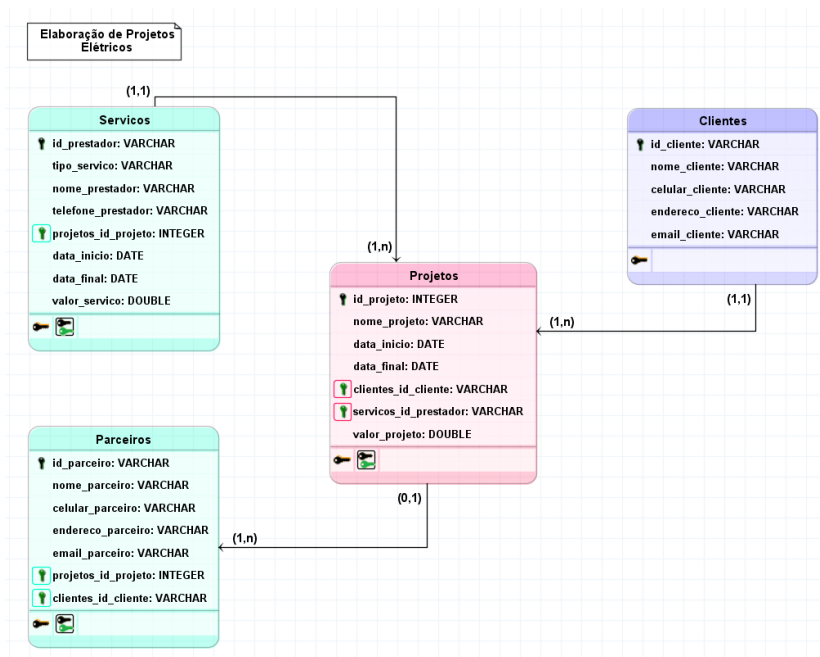 Elaboração de Projetos
Elétricos
(1,1)
Servicos
id_prestador: VARCHAR
tipo_servico: VARCHAR
nome_prestador: VARCHAR
telefone_prestador: VARCHAR
projetos_id_projeto: INTEGER
data_inicio: DATE
data_final: DATE
valor_servico: DOUBLE
Clientes
id_cliente: VARCHAR
nome_cliente: VARCHAR
celular_cliente: VARCHAR
endereco_cliente: VARCHAR
email_cliente: VARCHAR
(1,1)
(1,n)
(1,n)
Projetos
id_projeto: INTEGER
nome_projeto: VARCHAR
data_inicio: DATE
data_final: DATE
clientes_id_cliente: VARCHAR
servicos_id_prestador: VARCHAR
valor_projeto: DOUBLE
(0,1)
(1,n)
Parceiros
id_parceiro: VARCHAR
nome_parceiro: VARCHAR
celular_parceiro: VARCHAR
endereco_parceiro: VARCHAR
email_parceiro: VARCHAR
projetos_id_projeto: INTEGER
clientes_id_cliente: VARCHAR